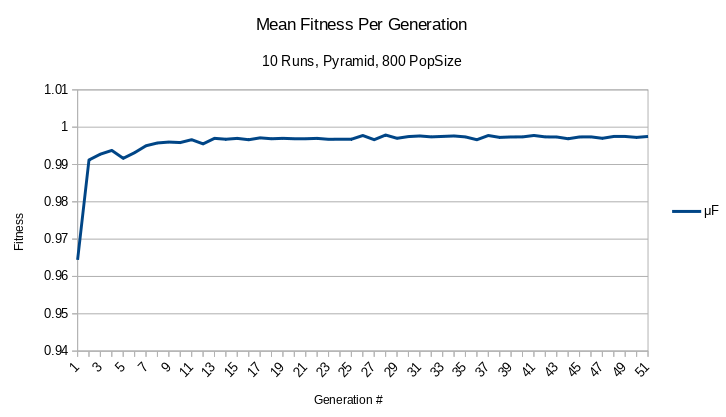 Mean Fitness Per Generation
10 Runs, Pyramid, 800 PopSize
1.01
1
0.99
0.98
0.97
0.96
0.95
0.94
Fitness
µF
1 3 5 7 9 11 13 15 17 19 21 23 25 27 29 31 33 35 37 39 41 43 45 47 49 51
Generation #